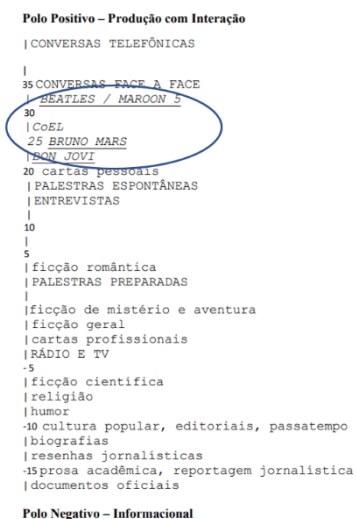 Polo Positivo – Produção com Interação
| CONVERSAS TELEFÔNICAS
|
35 CONVERSAS FACE A FACE
| BEATLES / MAROON 5
30
| CoEL
25 BRUNO MARS
| BON JOVI
20 cartas pessoais
| PALESTRAS ESPONTÂNEAS
| ENTREVISTAS
|
10
|
5
| ficção romântica
| PALESTRAS PREPARADAS
|
|ficção de mistério e aventura
| ficção geral
| cartas profissionais
| RÁDIO E TV
-5
| ficção científica
| religião
| humor
-10 cultura popular, editoriais, passatempo
| biografias
| resenhas jornalísticas
-15 prosa acadêmica, reportagem jornalística
| documentos oficiais
Polo Negativo – Informacional